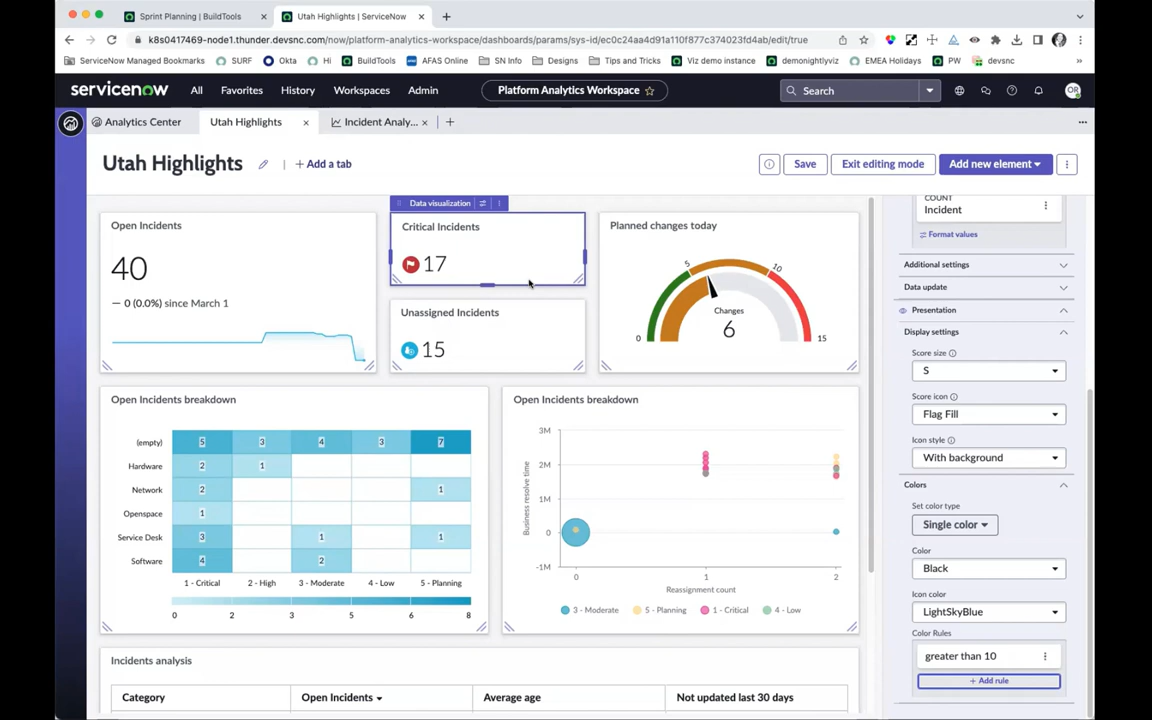 Sprint Planning | BuildTools
Utah Highlights | ServiceNow
k8s0417469-node1.thunder.devsnc.com/now/platform-analytics-workspace/dashboards/params/sys-id/ec0c24aa4d91a110f877c374023fdab4/edit/true
ServiceNow Managed Bookmarks
SURF
Okta
Hi
BuildTools
AFAS Online
SN Info
Designs
Tips and Tricks
Viz demo instance
demonightlyviz
EMEA Holidays
PW
devsnc
servicenow
All
Favorites
History
Workspaces
Admin
Platform Analytics Workspace
Search
OR
Analytics Center
Utah Highlights
Incident Analy...
Utah Highlights
+ Add a tab
Save
Exit editing mode
Add new element
Data visualization
Open Incidents
40
— 0 (0.0%) since March 1
Critical Incidents
17
Unassigned Incidents
15
Planned changes today
5
10
Changes
6
0
15
Open Incidents breakdown
(empty) 5 3 4 3 7
Hardware 2 1
Network 2 1
Openspace 1
Service Desk 3 1 1
Software 4 2
1 - Critical 2 - High 3 - Moderate 4 - Low 5 - Planning
0 2 3 5 6 8
Open Incidents breakdown
Business resolve time
3M
2M
1M
0
-1M
0 1 2
Reassignment count
3 - Moderate 5 - Planning 1 - Critical 4 - Low
Incidents analysis
Category Open Incidents Average age Not updated last 30 days
COUNT
Incident
Format values
Additional settings
Data update
Presentation
Display settings
Score size
S
Score icon
Flag Fill
Icon style
With background
Colors
Set color type
Single color
Color
Black
Icon color
LightSkyBlue
Color Rules
greater than 10
+ Add rule